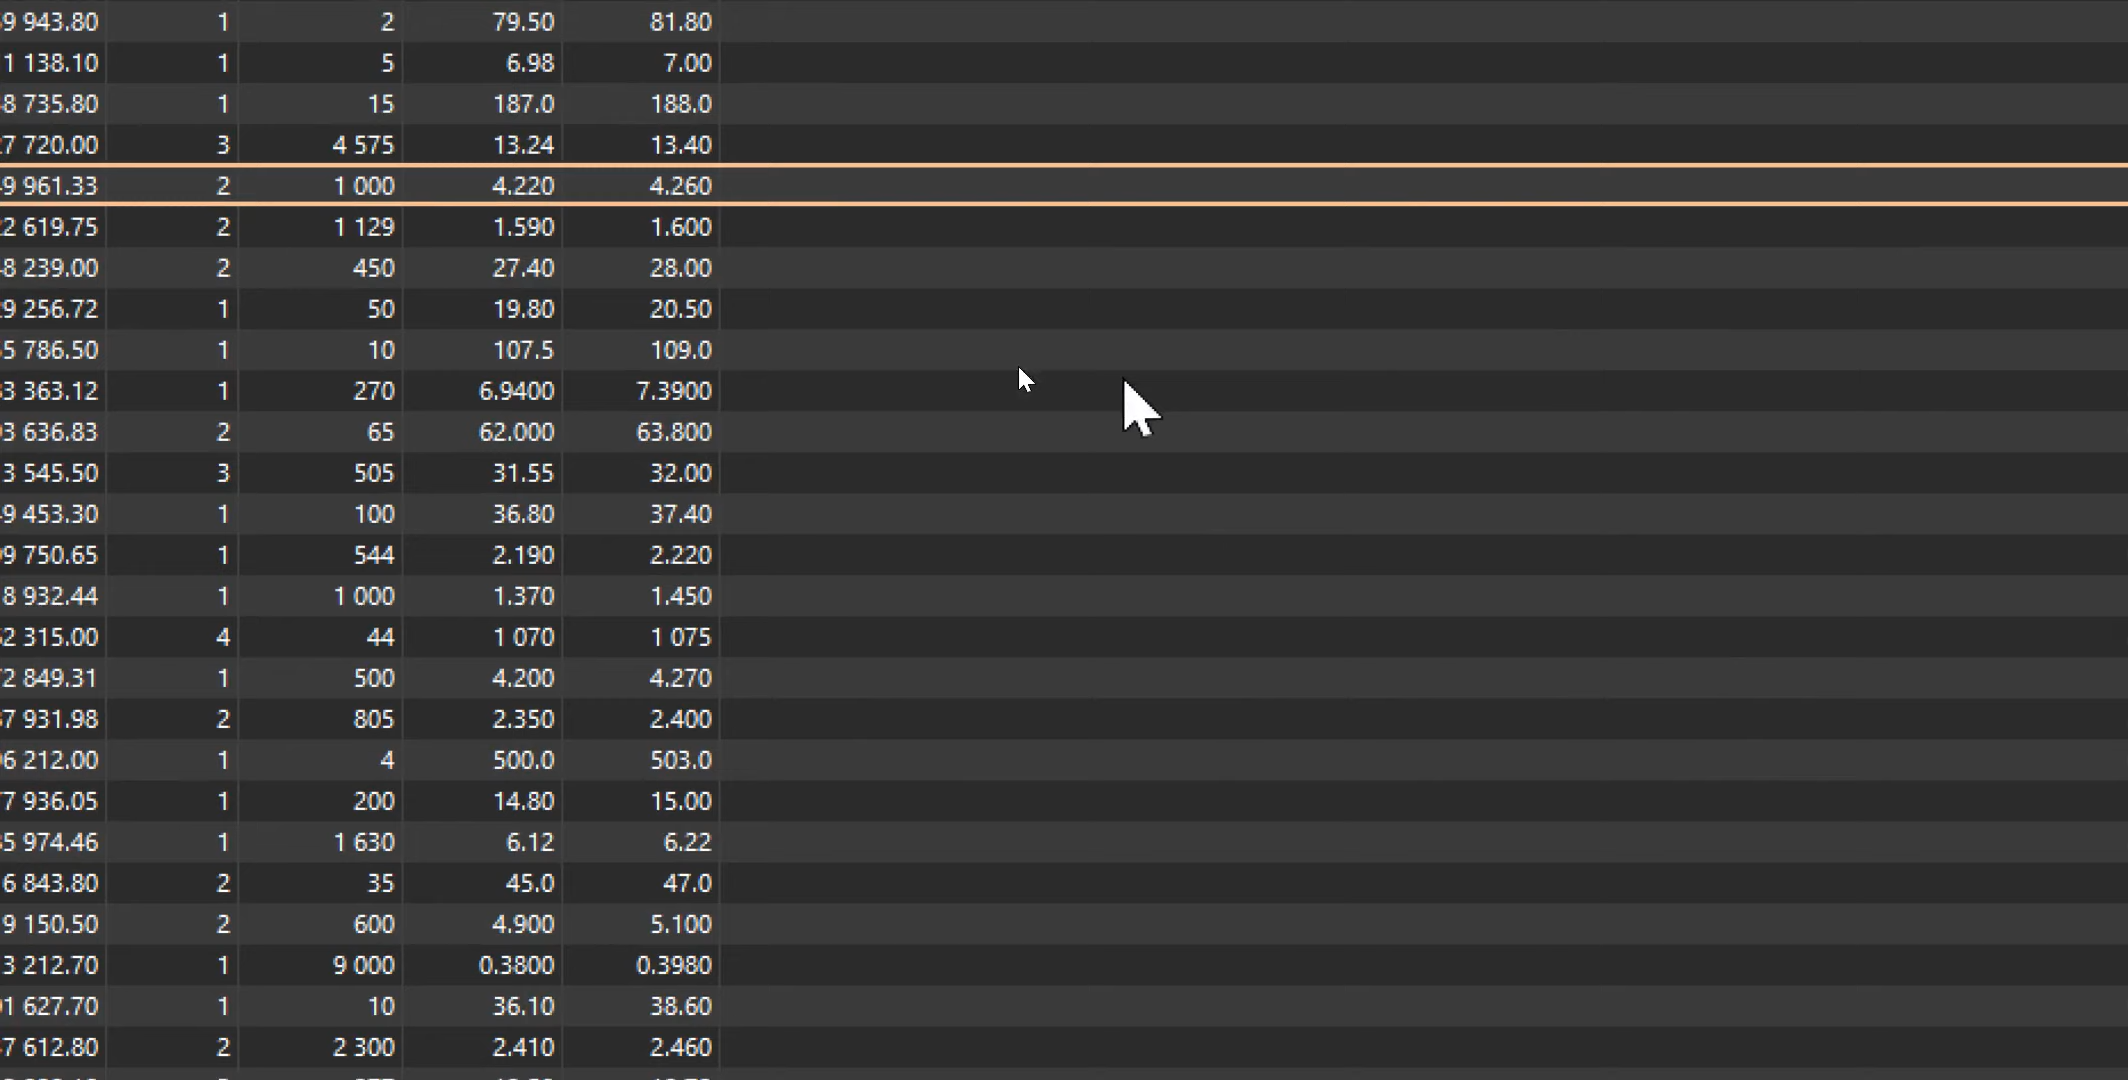 9 943.80 1 2 79.50 81.80
1 138.10 1 5 6.98 7.00
8 735.80 1 15 187.0 188.0
7 720.00 3 4 575 13.24 13.40
9 961.33 2 1 000 4.220 4.260
2 619.75 2 1 129 1.590 1.600
8 239.00 2 450 27.40 28.00
9 256.72 1 50 19.80 20.50
5 786.50 1 10 107.5 109.0
3 363.12 1 270 6.9400 7.3900
3 636.83 2 65 62.000 63.800
3 545.50 3 505 31.55 32.00
9 453.30 1 100 36.80 37.40
9 750.65 1 544 2.190 2.220
8 932.44 1 1 000 1.370 1.450
2 315.00 4 44 1 070 1 075
2 849.31 1 500 4.200 4.270
7 931.98 2 805 2.350 2.400
6 212.00 1 4 500.0 503.0
7 936.05 1 200 14.80 15.00
5 974.46 1 1 630 6.12 6.22
6 843.80 2 35 45.0 47.0
9 150.50 2 600 4.900 5.100
3 212.70 1 9 000 0.3800 0.3980
1 627.70 1 10 36.10 38.60
7 612.80 2 2 300 2.410 2.460